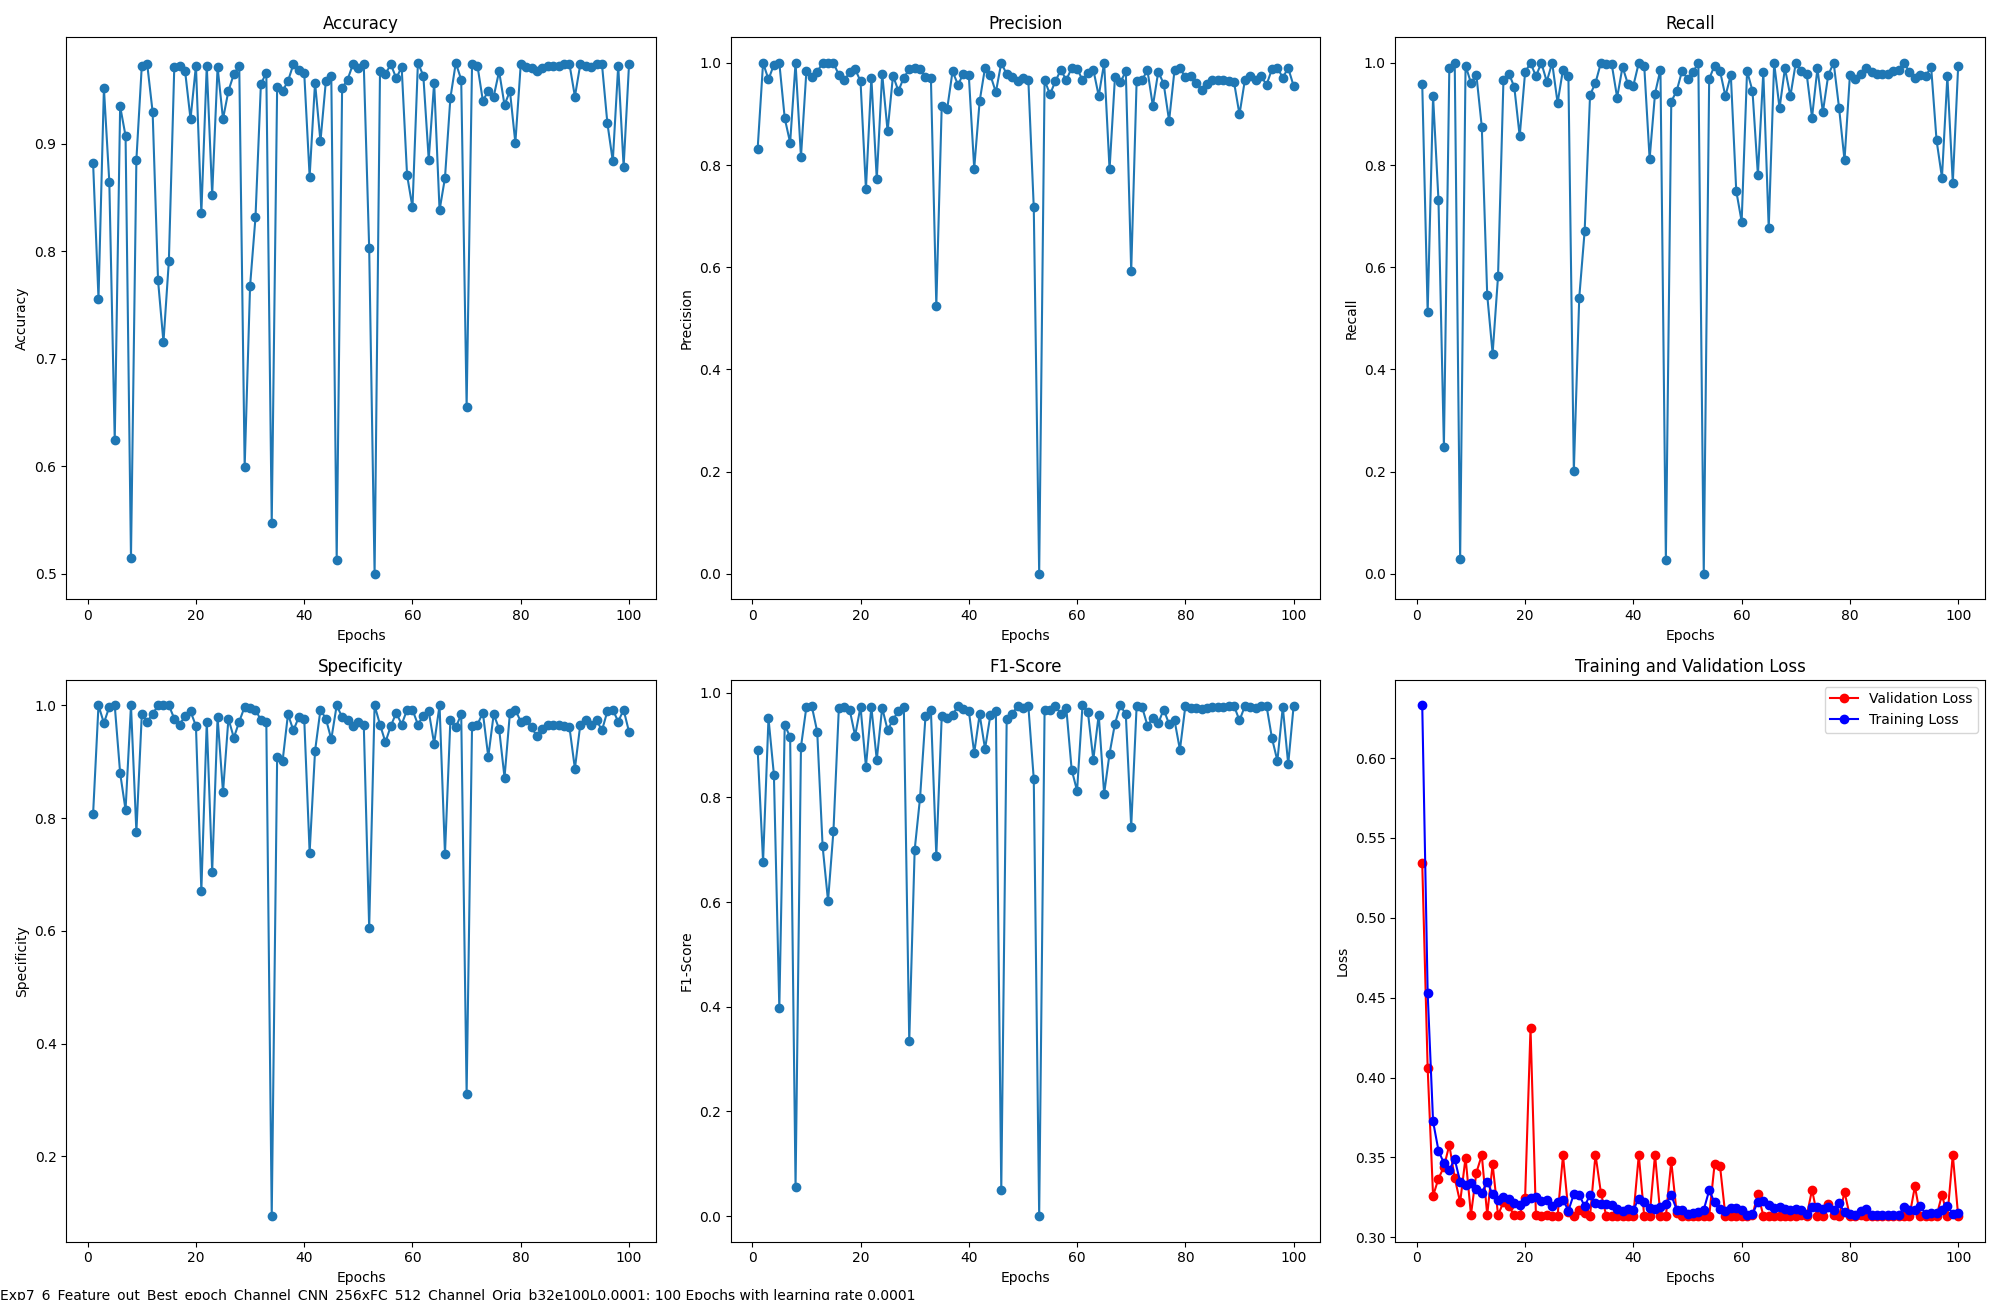 Accuracy
Precision
Recall
Accuracy
0.9
0.8
0.7
0.6
0.5
0 20 40 60 80 100
Epochs
Precision
1.0
0.8
0.6
0.4
0.2
0.0
0 20 40 60 80 100
Epochs
Recall
1.0
0.8
0.6
0.4
0.2
0.0
0 20 40 60 80 100
Epochs
Specificity
F1-Score
Training and Validation Loss
Specificity
1.0
0.8
0.6
0.4
0.2
0 20 40 60 80 100
Epochs
F1-Score
1.0
0.8
0.6
0.4
0.2
0.0
0 20 40 60 80 100
Epochs
Validation Loss
Training Loss
Loss
0.60
0.55
0.50
0.45
0.40
0.35
0.30
0 20 40 60 80 100
Epochs
Exp7_6_Feature_out_Best_epoch_Channel_CNN_256xFC_512_Channel_Orig_b32e100L0.0001: 100 Epochs with learning rate 0.0001